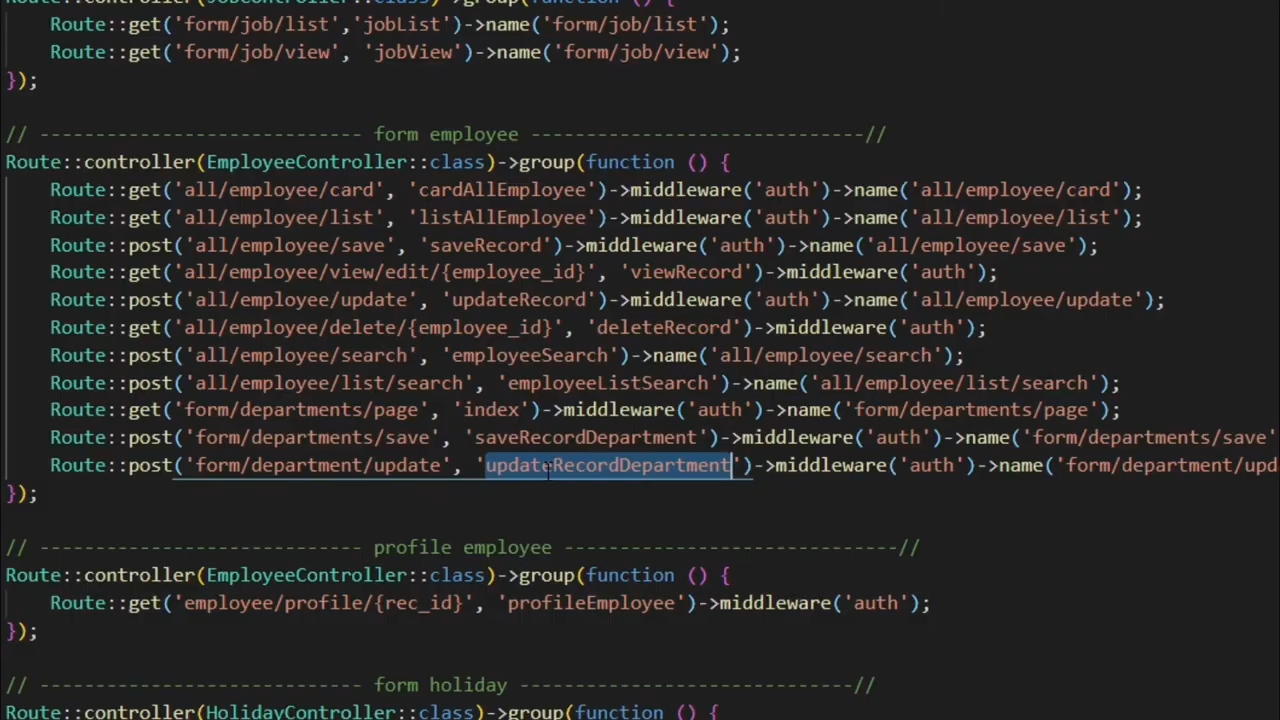 Route::controller(JobController::class)->group(function () {
Route::get('form/job/list','jobList')->name('form/job/list');
Route::get('form/job/view', 'jobView')->name('form/job/view');
});
// ----------------------------- form employee ------------------------------//
Route::controller(EmployeeController::class)->group(function () {
Route::get('all/employee/card', 'cardAllEmployee')->middleware('auth')->name('all/employee/card');
Route::get('all/employee/list', 'listAllEmployee')->middleware('auth')->name('all/employee/list');
Route::post('all/employee/save', 'saveRecord')->middleware('auth')->name('all/employee/save');
Route::get('all/employee/view/edit/{employee_id}', 'viewRecord')->middleware('auth');
Route::post('all/employee/update', 'updateRecord')->middleware('auth')->name('all/employee/update');
Route::get('all/employee/delete/{employee_id}', 'deleteRecord')->middleware('auth');
Route::post('all/employee/search', 'employeeSearch')->name('all/employee/search');
Route::post('all/employee/list/search', 'employeeListSearch')->name('all/employee/list/search');
Route::get('form/departments/page', 'index')->middleware('auth')->name('form/departments/page');
Route::post('form/departments/save', 'saveRecordDepartment')->middleware('auth')->name('form/departments/save'
Route::post('form/department/update', 'updateRecordDepartment')->middleware('auth')->name('form/department/upd
});
// ----------------------------- profile employee ------------------------------//
Route::controller(EmployeeController::class)->group(function () {
Route::get('employee/profile/{rec_id}', 'profileEmployee')->middleware('auth');
});
// ----------------------------- form holiday ------------------------------//
Route::controller(HolidayController::class)->group(function () {